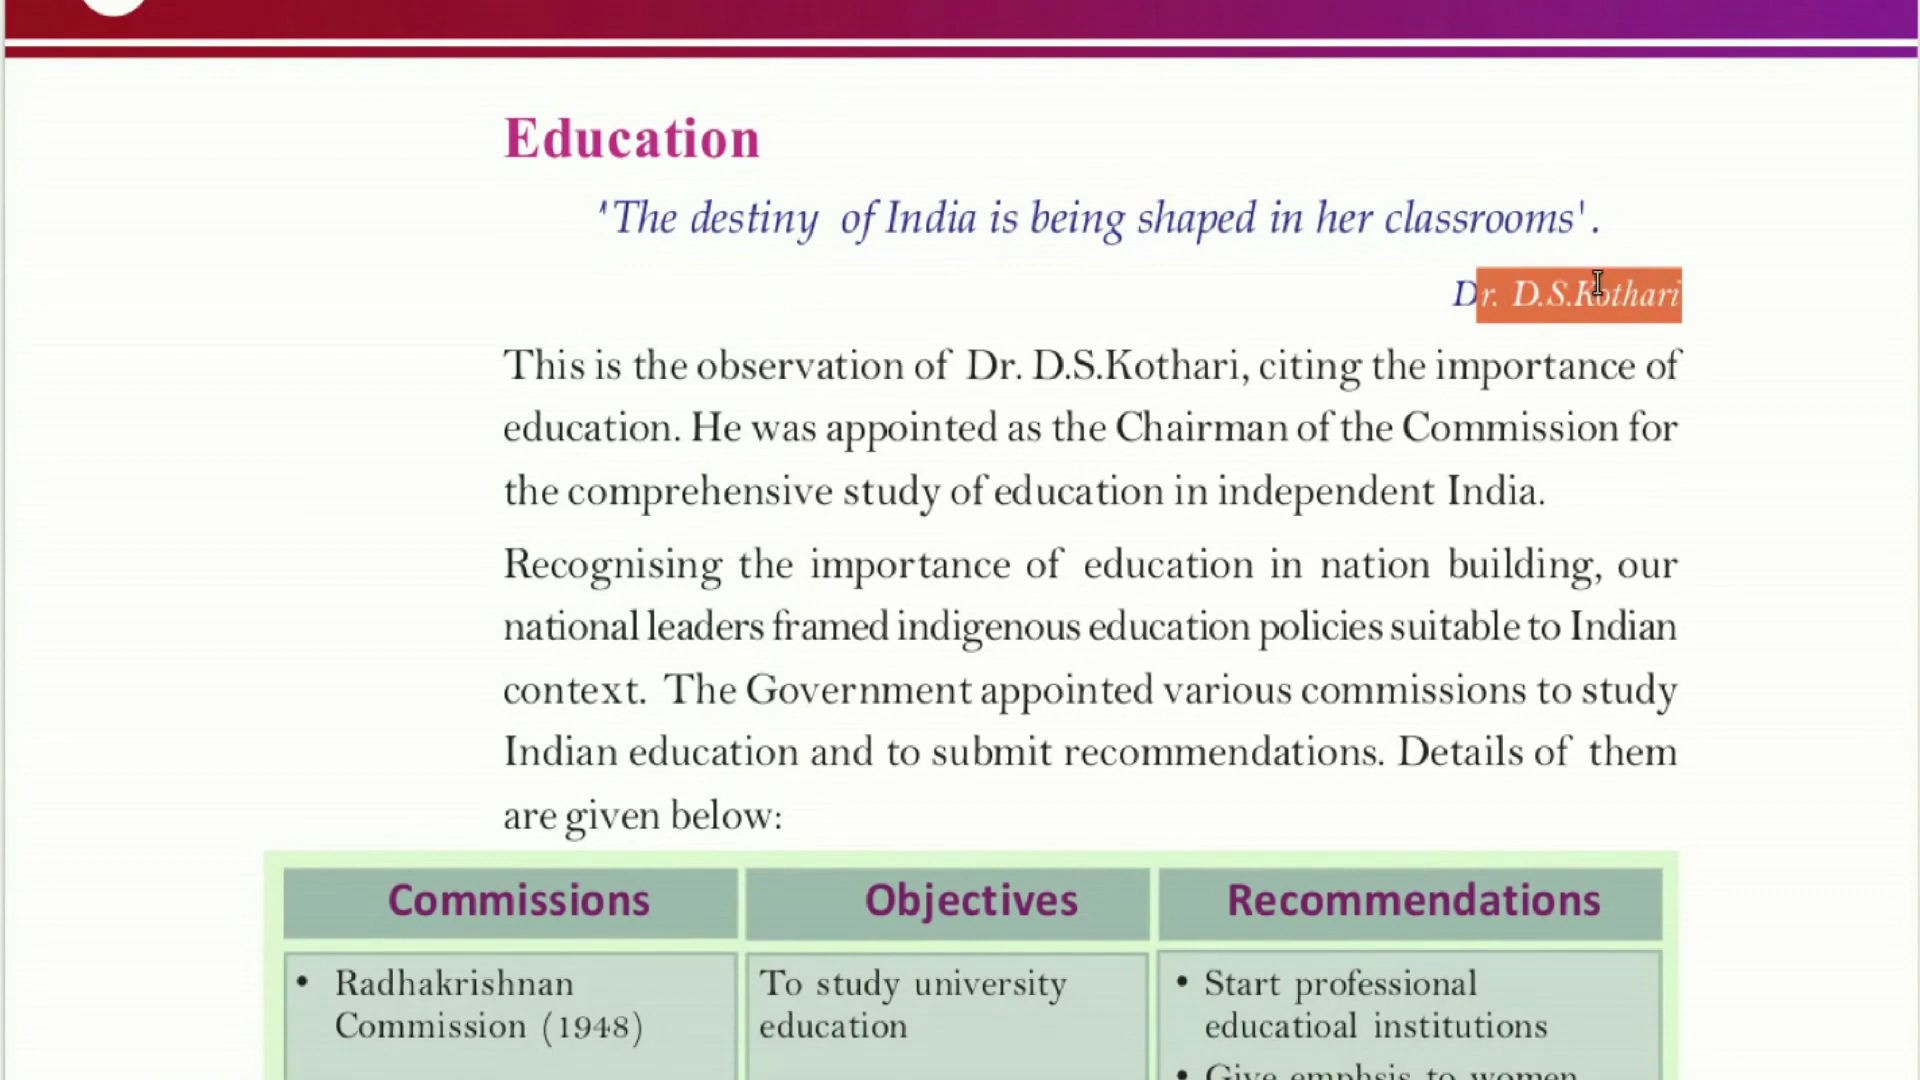 Education
'The destiny of India is being shaped in her classrooms'.
Dr. D.S.Kothari
This is the observation of Dr. D.S.Kothari, citing the importance of
education. He was appointed as the Chairman of the Commission for
the comprehensive study of education in independent India.
Recognising the importance of education in nation building, our
national leaders framed indigenous education policies suitable to Indian
context. The Government appointed various commissions to study
Indian education and to submit recommendations. Details of them
are given below:
Commissions Objectives Recommendations
• Radhakrishnan
Commission (1948)
To study university
education
• Start professional
educatioal institutions
• Give emphsis to women